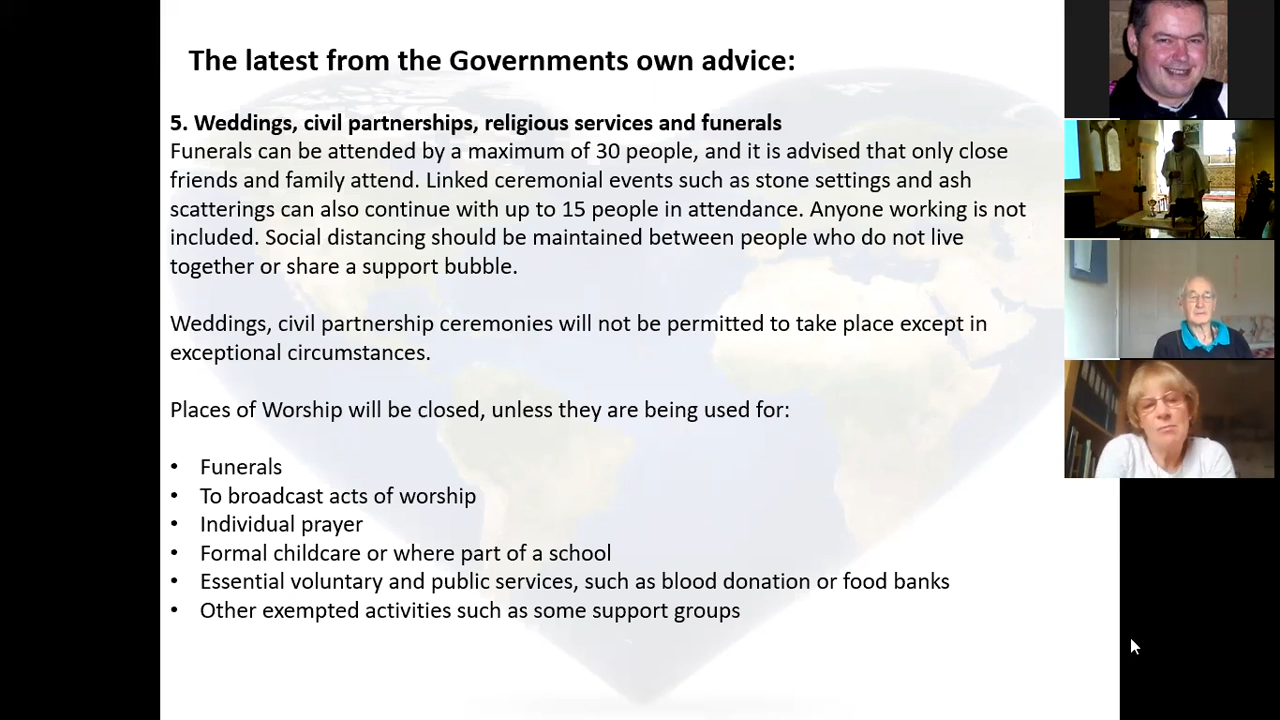 The latest from the Governments own advice:
5. Weddings, civil partnerships, religious services and funerals
Funerals can be attended by a maximum of 30 people, and it is advised that only close
friends and family attend. Linked ceremonial events such as stone settings and ash
scatterings can also continue with up to 15 people in attendance. Anyone working is not
included. Social distancing should be maintained between people who do not live
together or share a support bubble.
Weddings, civil partnership ceremonies will not be permitted to take place except in
exceptional circumstances.
Places of Worship will be closed, unless they are being used for:
• Funerals
• To broadcast acts of worship
• Individual prayer
• Formal childcare or where part of a school
• Essential voluntary and public services, such as blood donation or food banks
• Other exempted activities such as some support groups